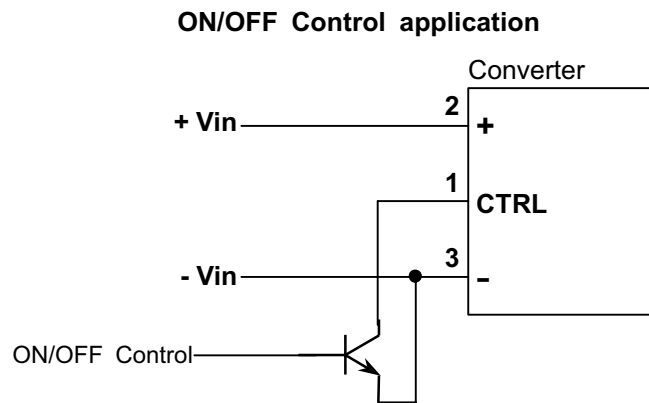 ON/OFF Control application
Converter
+ Vin
2
+
1
CTRL
- Vin
3
-
ON/OFF Control